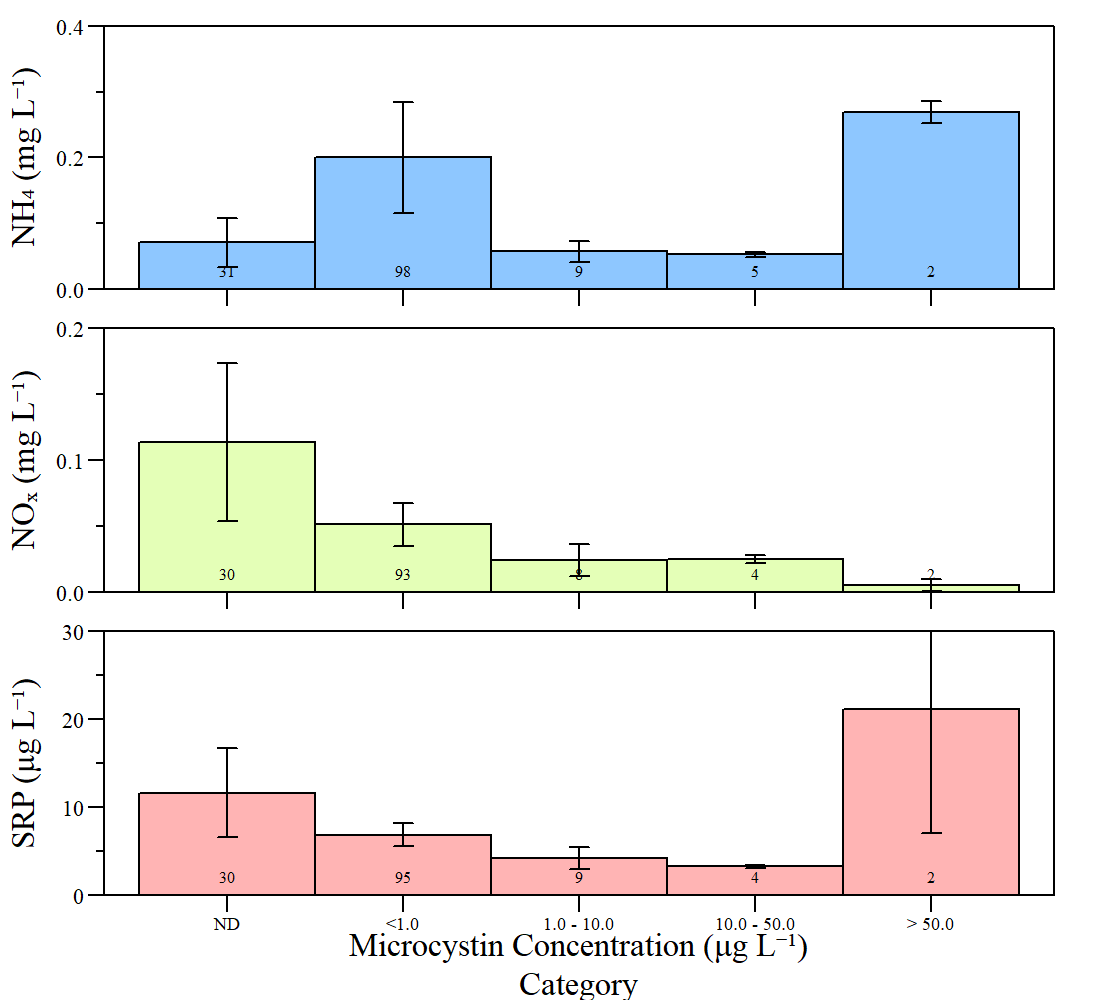 0.4
0.2
0.0
NH₄ (mg L⁻¹)
31 98 9 5 2
0.2
0.1
0.0
NOₓ (mg L⁻¹)
30 93 8 4 2
30
20
10
0
SRP (µg L⁻¹)
30 95 9 4 2
ND <1.0 1.0 - 10.0 10.0 - 50.0 > 50.0
Microcystin Concentration (µg L⁻¹)
Category